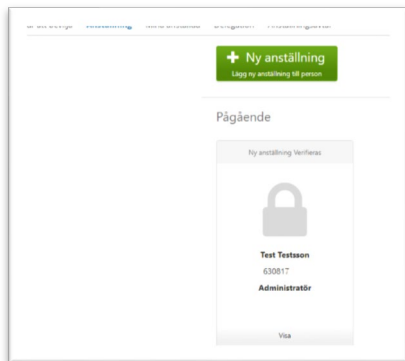 Ny anställning
Lägg ny anställning till person
Pågående
Ny anställning Verifieras
Test Testsson
630817
Administratör
Visa